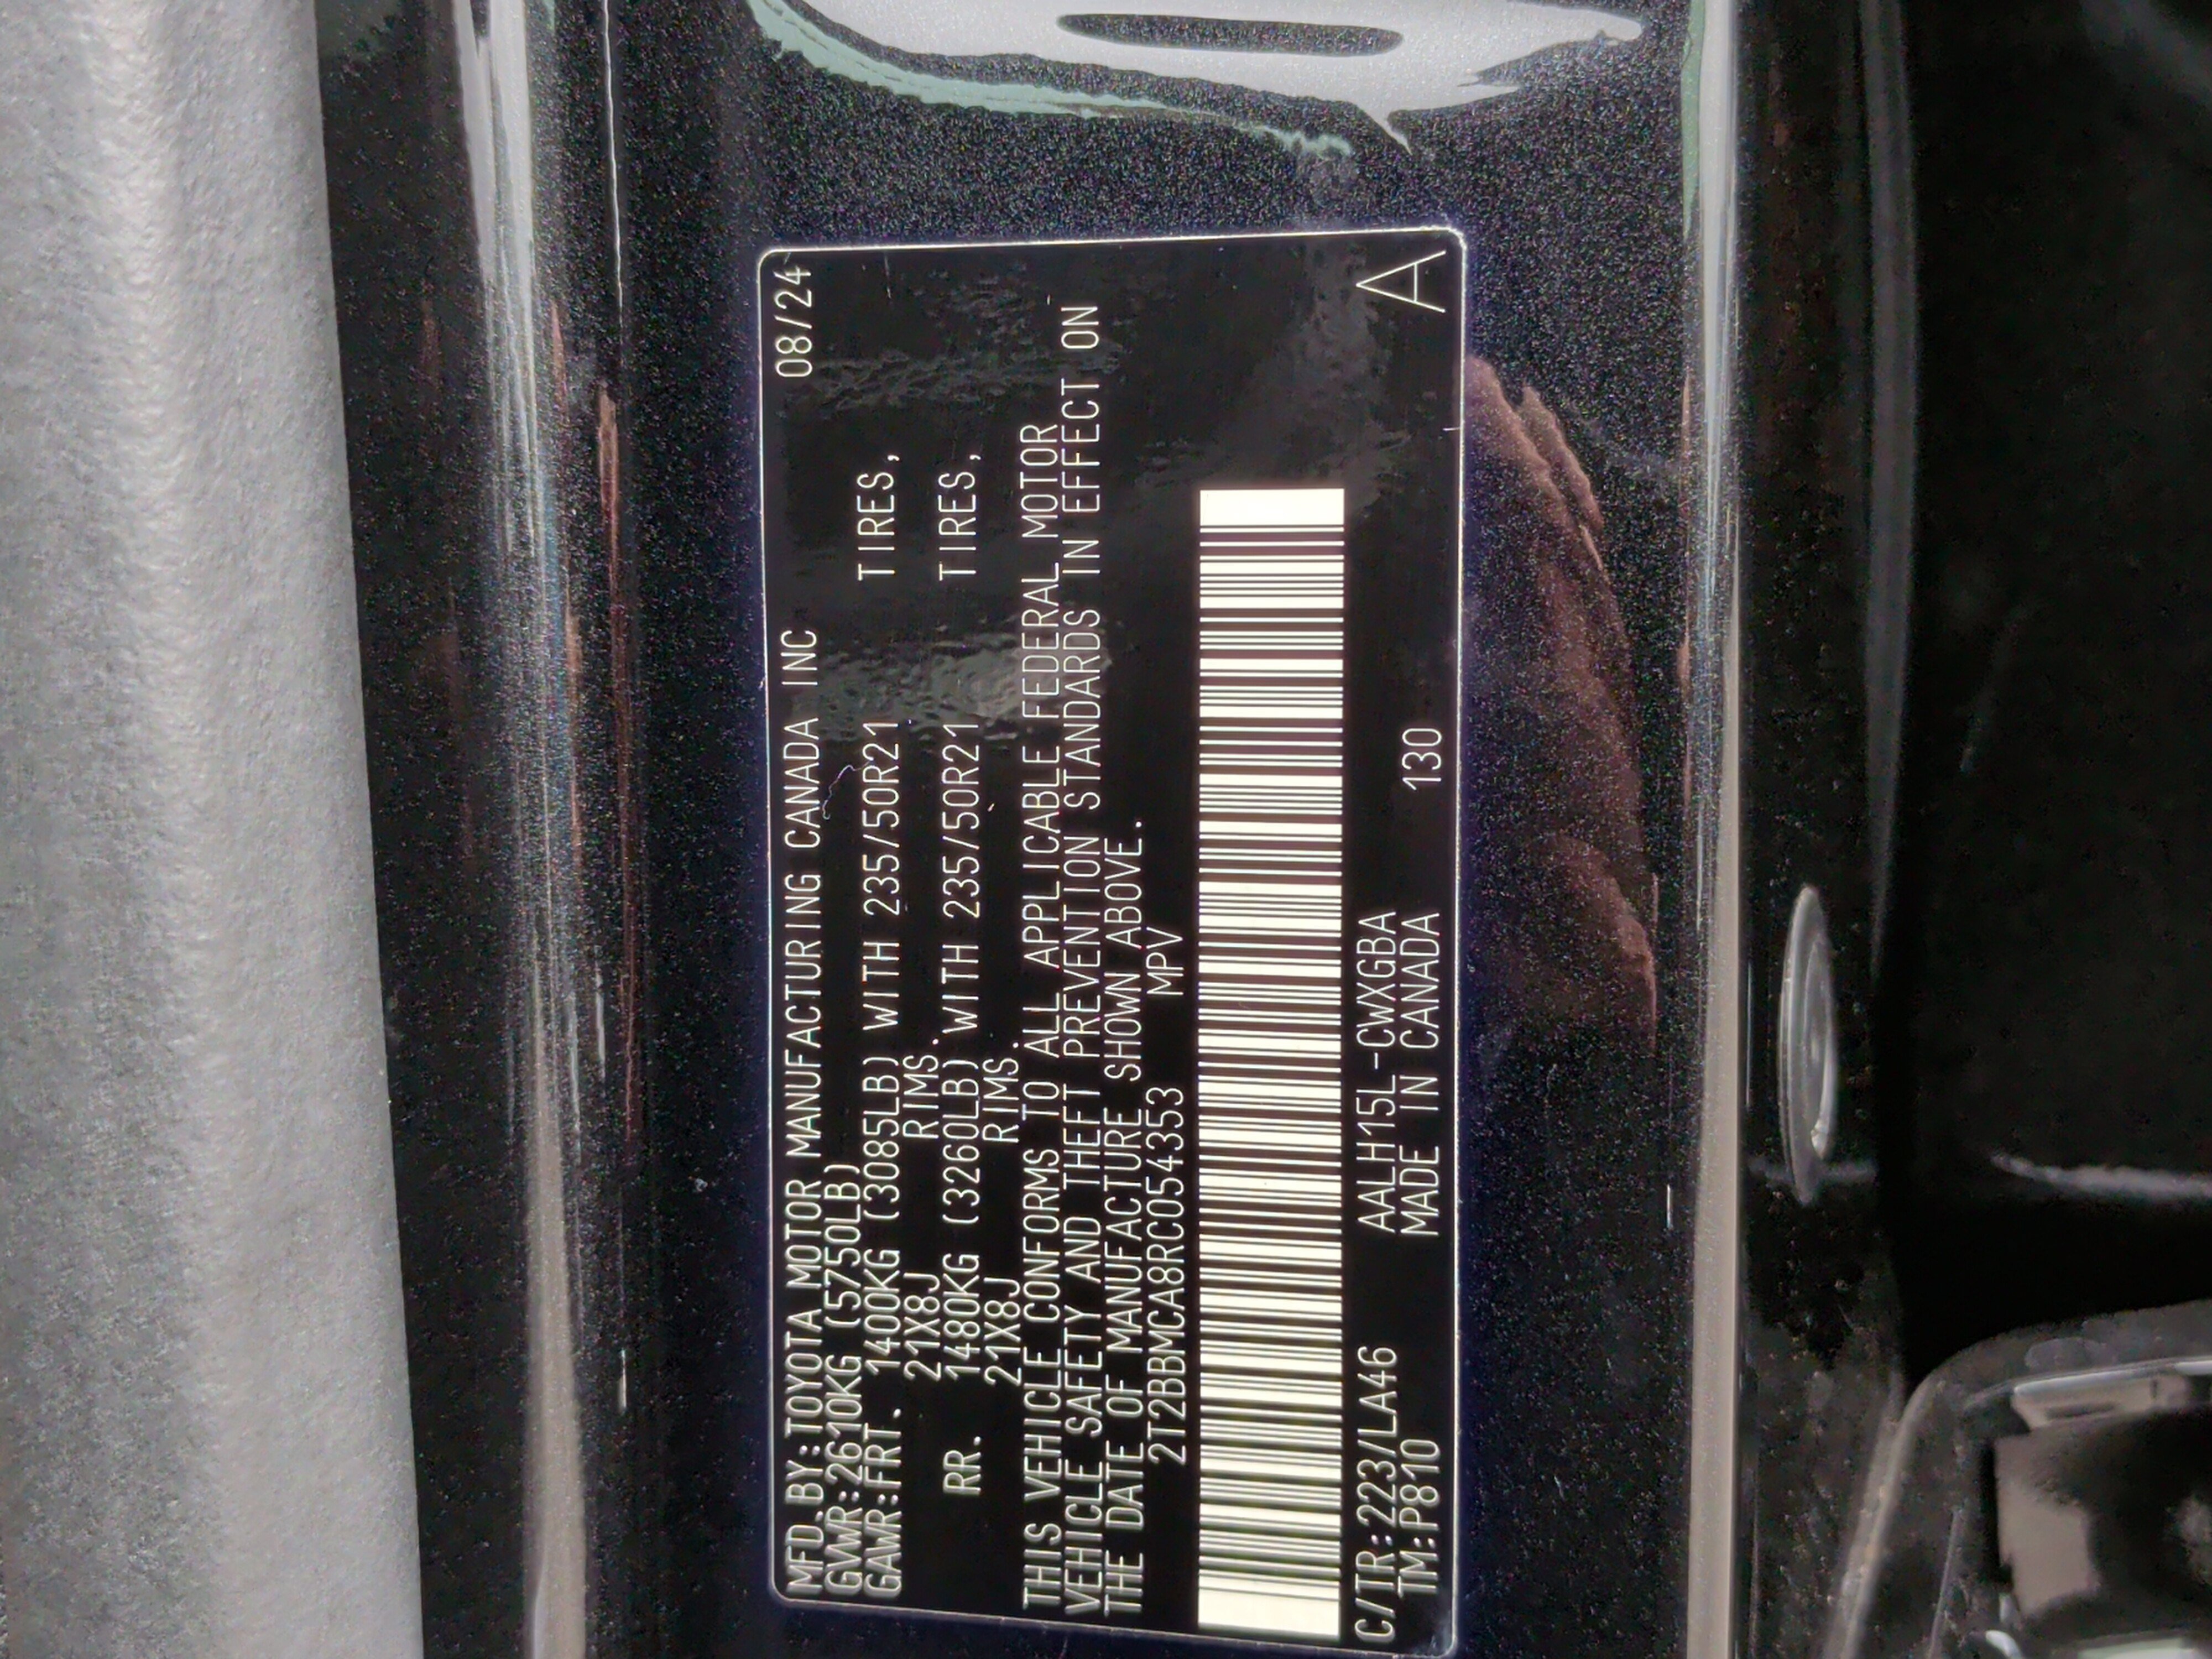 MFD.BY:TOYOTA MOTOR MANUFACTURING CANADA INC 08/24
GVWR:2610KG (5750LB)
GAWR:FRT. 1400KG (3085LB) WITH 235/50R21 TIRES,
21X8J RIMS.
RR. 1480KG (3260LB) WITH 235/50R21 TIRES,
21X8J RIMS.
THIS VEHICLE CONFORMS TO ALL APPLICABLE FEDERAL MOTOR
VEHICLE SAFETY AND THEFT PREVENTION STANDARDS IN EFFECT ON
THE DATE OF MANUFACTURE SHOWN ABOVE.
2T2BBMCA8RC054353 MPV
C/TR:223/LA46 AALH15L-CWXGBA
TM:P810 MADE IN CANADA 130 A